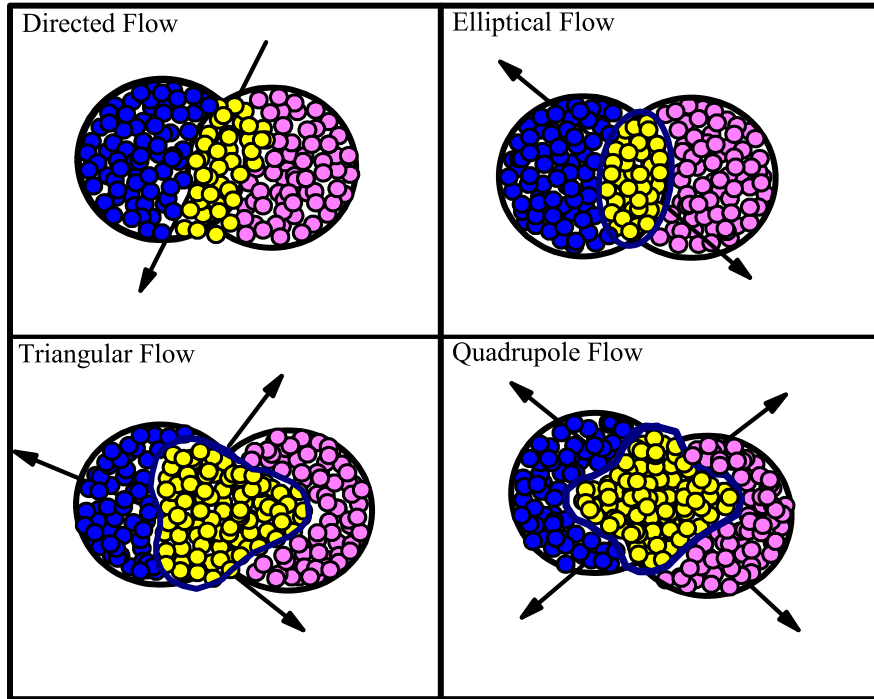 Directed Flow
Elliptical Flow
Triangular Flow
Quadrupole Flow